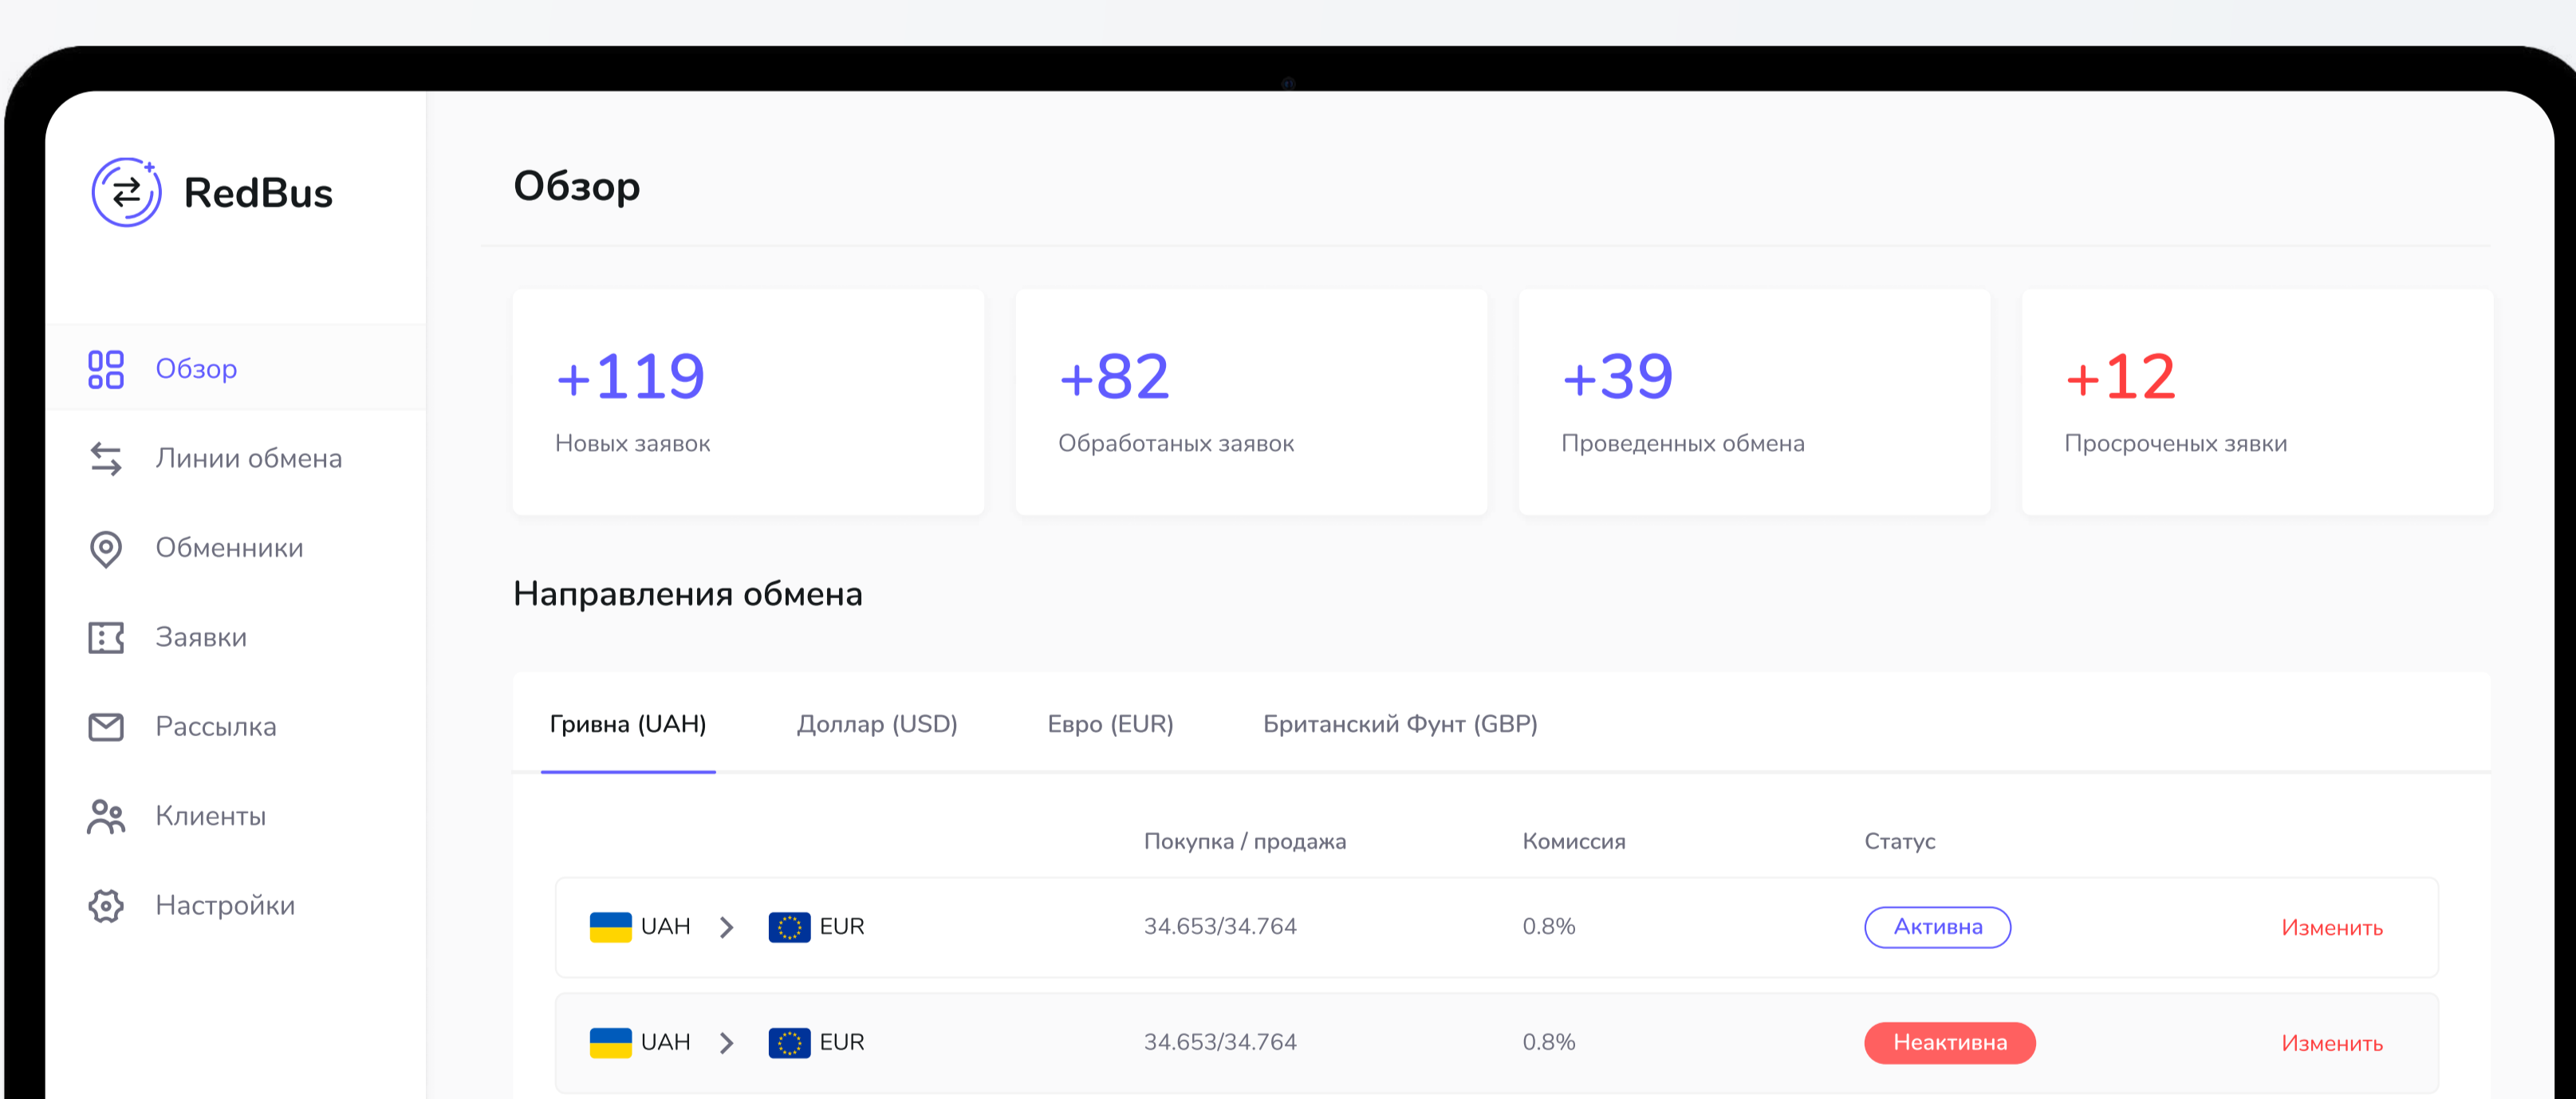 RedBus
Обзор
Линии обмена
Обменники
Заявки
Рассылка
Клиенты
Настройки
Обзор
+119
Новых заявок
+82
Обработаных заявок
+39
Проведенных обмена
+12
Просроченых зявки
Направления обмена
Гривна (UAH) Доллар (USD) Евро (EUR) Британский Фунт (GBP)
Покупка / продажа Комиссия Статус
UAH EUR 34.653/34.764 0.8% Активна Изменить
UAH EUR 34.653/34.764 0.8% Неактивна Изменить